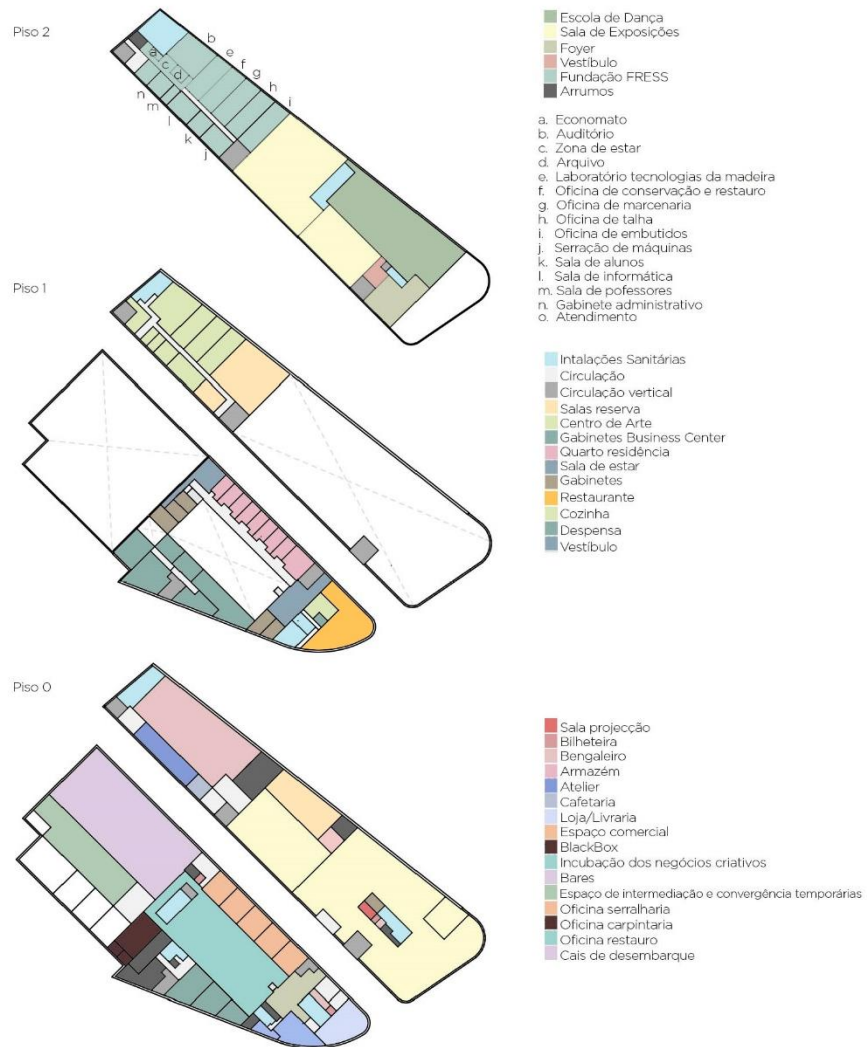 Piso 2
a
c
d
b
e
f
g
h
i
n
m
l
k
j
Escola de Dança
Sala de Exposições
Foyer
Vestíbulo
Fundação FRESS
Arrumos
a. Economato
b. Auditório
c. Zona de estar
d. Arquivo
e. Laboratório tecnologias da madeira
f. Oficina de conservação e restauro
g. Oficina de marcenaria
h. Oficina de talha
i. Oficina de embutidos
j. Serração de máquinas
k. Sala de alunos
l. Sala de informática
m. Sala de pofessores
n. Gabinete administrativo
o. Atendimento
Piso 1
Intalações Sanitárias
Circulação
Circulação vertical
Salas reserva
Centro de Arte
Gabinetes Business Center
Quarto residência
Sala de estar
Gabinetes
Restaurante
Cozinha
Despensa
Vestíbulo
Piso 0
Sala projecção
Bilheteira
Bengaleiro
Armazém
Atelier
Cafetaria
Loja/Livraria
Espaço comercial
BlackBox
Incubação dos negócios criativos
Bares
Espaço de intermediação e convergência temporárias
Oficina serralharia
Oficina carpintaria
Oficina restauro
Cais de desembarque